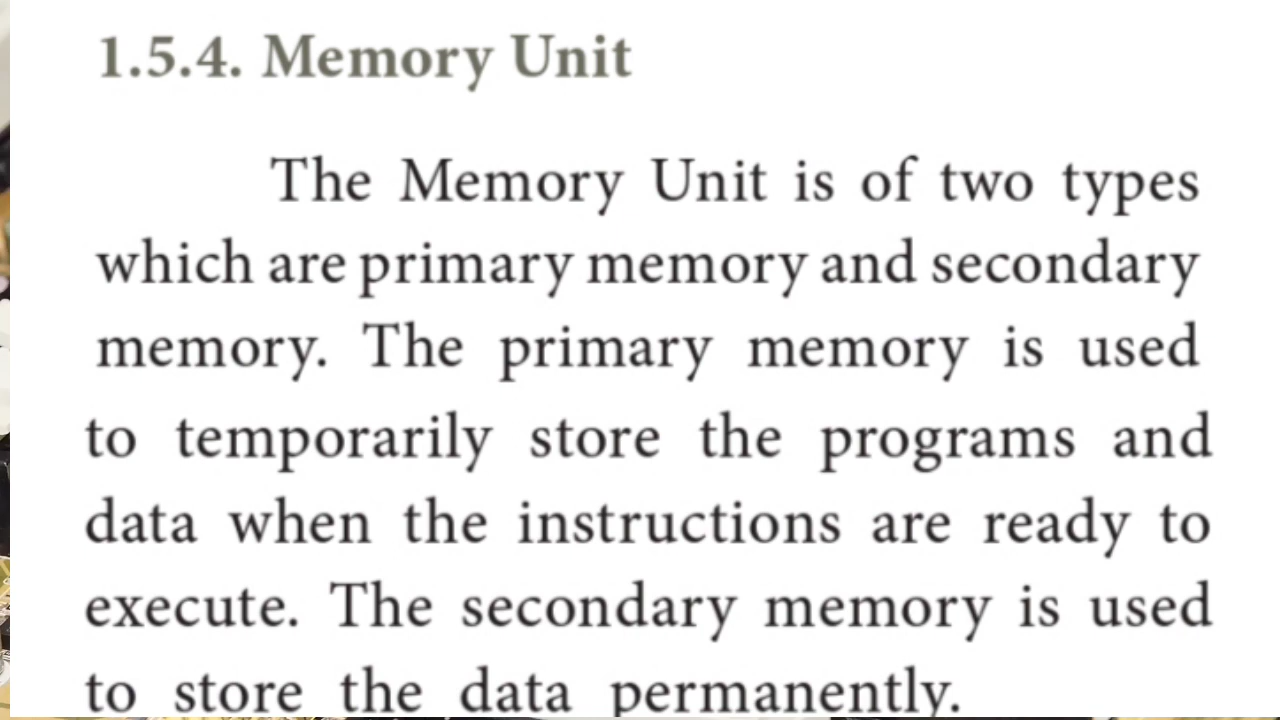 1.5.4. Memory Unit
The Memory Unit is of two types
which are primary memory and secondary
memory. The primary memory is used
to temporarily store the programs and
data when the instructions are ready to
execute. The secondary memory is used
to store the data permanently.